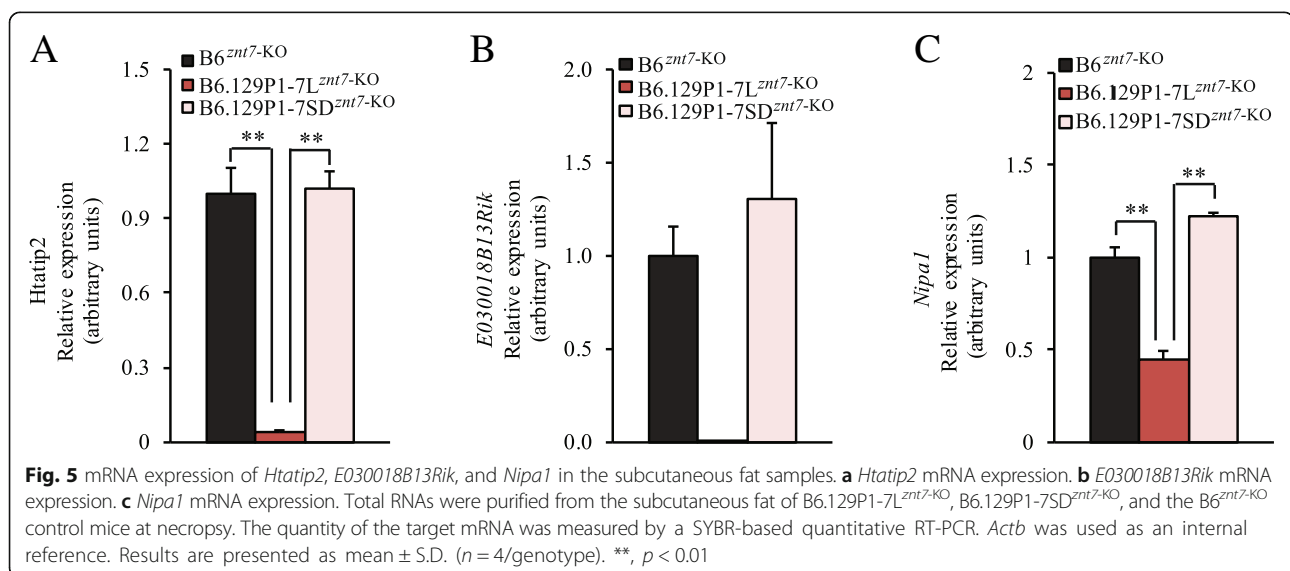 A
B6znt7-KO
B6.129P1-7Lznt7-KO
B6.129P1-7SDznt7-KO
1.5
1.2
0.9
0.6
0.3
0
** **
Htatip2
Relative expression
(arbitrary units)
B
B6znt7-KO
B6.129P1-7Lznt7-KO
B6.129P1-7SDznt7-KO
2.0
1.5
1.0
0.5
0.0
E030018B13Rik
Relative expression
(arbitrary units)
C
B6znt7-KO
B6.129P1-7Lznt7-KO
B6.129P1-7SDznt7-KO
2
1.5
1
0.5
0
** **
Nipa1
Relative expression
(arbitrary units)
Fig. 5 mRNA expression of Htatip2, E030018B13Rik, and Nipa1 in the subcutaneous fat samples. a Htatip2 mRNA expression. b E030018B13Rik mRNA
expression. c Nipa1 mRNA expression. Total RNAs were purified from the subcutaneous fat of B6.129P1-7Lznt7-KO, B6.129P1-7SDznt7-KO, and the B6znt7-KO
control mice at necropsy. The quantity of the target mRNA was measured by a SYBR-based quantitative RT-PCR. Actb was used as an internal
reference. Results are presented as mean ± S.D. (n = 4/genotype). **, p < 0.01